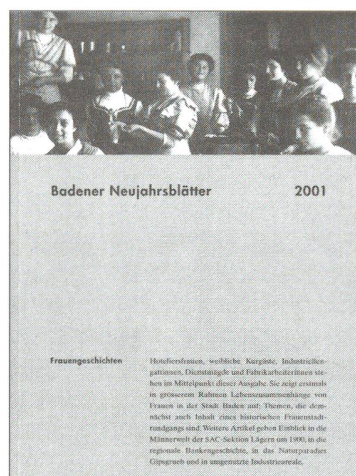 Badener Neujahrsblätter 2001
Frauengeschichten
Hoteliersfrauen, weibliche Kurgäste, Industriellen-
gattinnen, Dienstmägde und Fabrikarbeiterinnen ste-
hen im Mittelpunkt dieser Ausgabe. Sie zeigt erstmals
in grösserem Rahmen Lebenszusammenhänge von
Frauen in der Stadt Baden auf; Themen, die dem-
nächst auch Inhalt eines historischen Frauenstadt-
rundgangs sind. Weitere Artikel geben Einblick in die
Männerwelt der SAC-Sektion Lägern um 1900, in die
regionale Bankengeschichte, in das Naturparadies
Gipsgrueb und in umgenutzte Industrieareale.